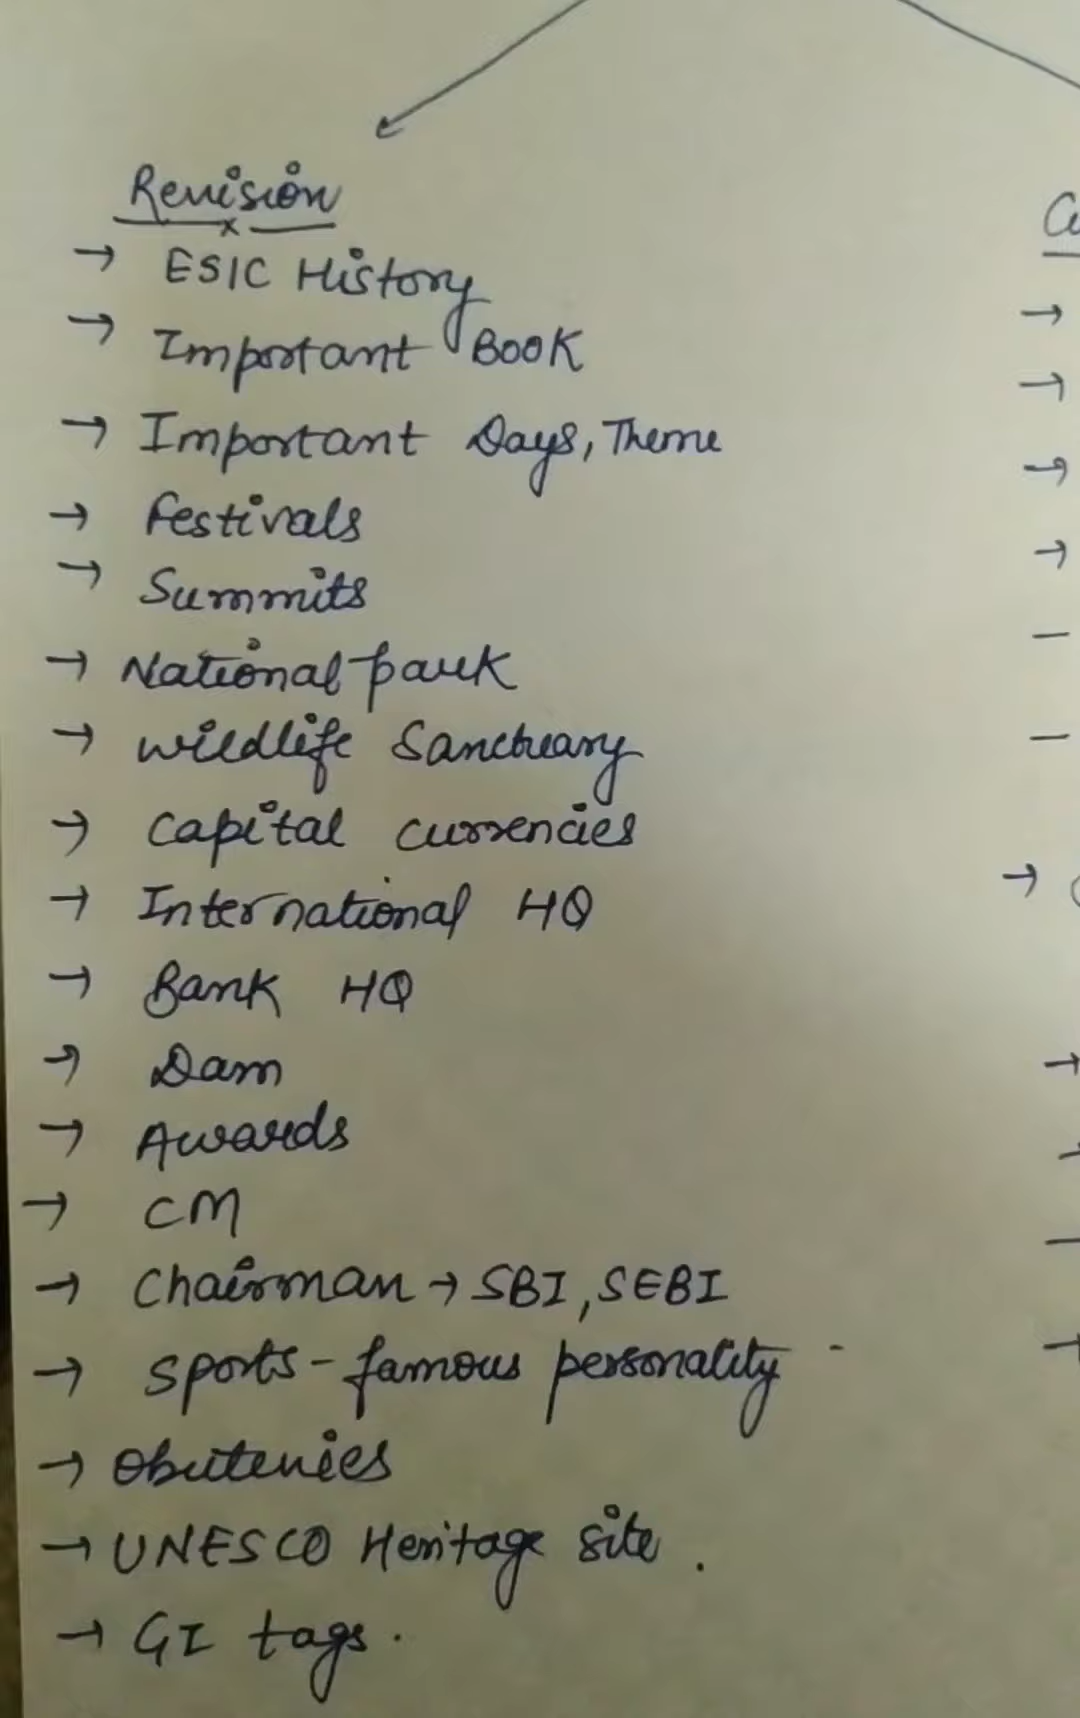 Revision
→ ESIC History
→ Important Book
→ Important Days, Theme
→ Festivals
→ Summits
→ National park
→ Wildlife Sanctuary
→ Capital currencies
→ International HQ
→ Bank HQ
→ Dam
→ Awards
→ CM
→ Chairman → SBI, SEBI
→ Sports - famous personality -
→ Obutenies
→ UNESCO Heritage site .
→ GI tags .